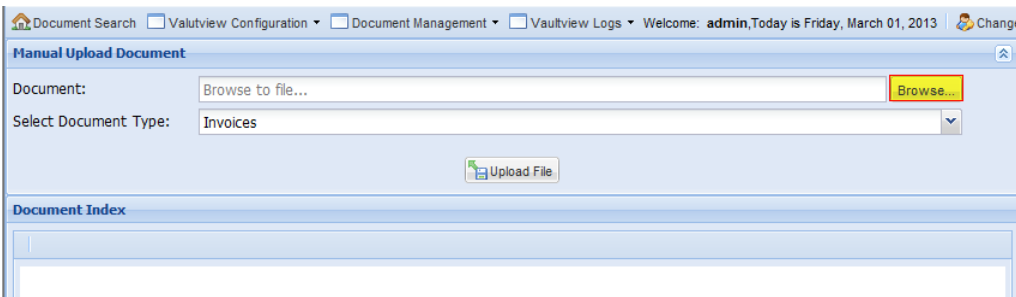 Document Search Valutview Configuration Document Management Vaultview Logs Welcome: admin,Today is Friday, March 01, 2013 Change
Manual Upload Document
Document: Browse to file... Browse...
Select Document Type: Invoices
Upload File
Document Index